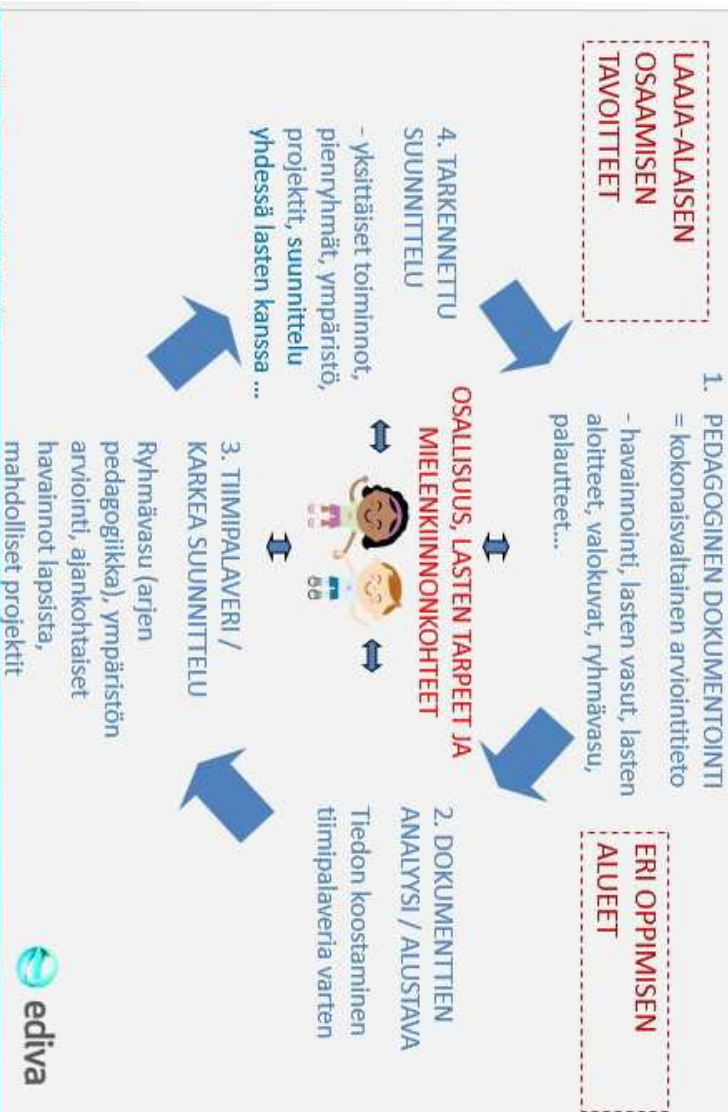 LAAJA-ALAISEN
OSAAMISEN
TAVOITTEET
1. PEDAGOGINEN DOKUMENTOINTI
= kokonaisvaltainen arviointitieto
- havainnointi, lasten vasut, lasten
aloitteet, valokuvat, ryhmävasu,
palautteet...
ERI OPPIMISEN
ALUEET
4. TARKENNETTU
SUUNNITTELU
- yksittäiset toiminnot,
pienryhmät, ympäristö,
projektit, suunnittelu
yhdessä lasten kanssa ...
OSALLISUUS, LASTEN TARPEET JA
MIELENKIINNONKOHTEET
2. DOKUMENTTIEN
ANALYYSI / ALUSTAVA
Tiedon koostaminen
tiimipalaveria varten
3. TIIMIPALAVERI /
KARKEA SUUNNITTELU
Ryhmävasu (arjen
pedagogiikka), ympäristön
arviointi, ajankohtaiset
havainnot lapsista,
mahdolliset projektit
ediva